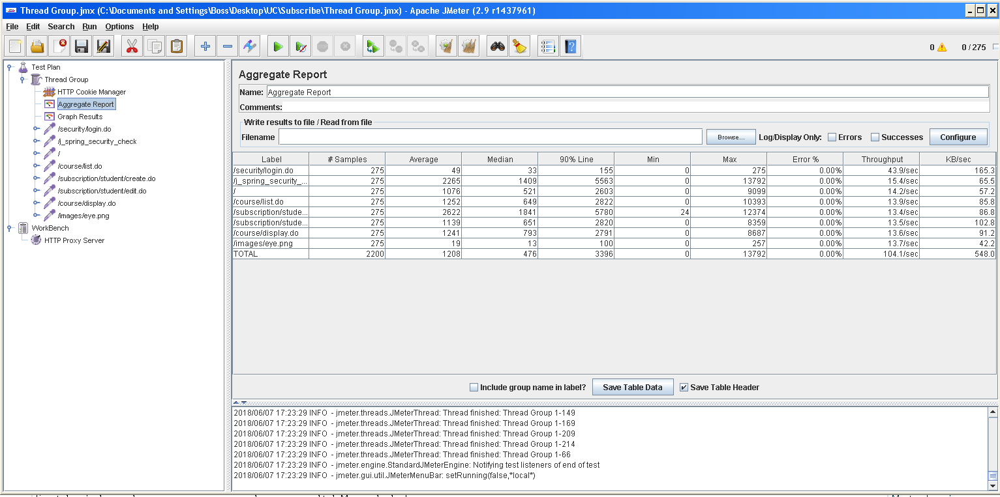 Thread Group.jmx (C:\Documents and Settings\Boss\Desktop\UC\Subscribe\Thread Group.jmx) - Apache JMeter (2.9 r1437961)
File Edit Search Run Options Help
0 0 / 275
Test Plan
Thread Group
HTTP Cookie Manager
Aggregate Report
Graph Results
/security/login.do
/j_spring_security_check
/
/course/list.do
/subscription/student/create.do
/subscription/student/edit.do
/course/display.do
/images/eye.png
WorkBench
HTTP Proxy Server
Aggregate Report
Name: Aggregate Report
Comments:
Write results to file / Read from file
Filename Browse... Log/Display Only: Errors Successes Configure
Label # Samples Average Median 90% Line Min Max Error % Throughput KB/sec
/security/login.do 275 49 33 155 0 275 0.00% 43.9/sec 165.3
/j_spring_security_... 275 2265 1409 5563 0 13792 0.00% 15.4/sec 65.5
/ 275 1076 521 2603 0 9099 0.00% 14.2/sec 57.2
/course/list.do 275 1252 649 2822 0 10393 0.00% 13.9/sec 85.8
/subscription/stude... 275 2622 1841 5780 24 12374 0.00% 13.4/sec 86.8
/subscription/stude... 275 1139 651 2820 0 8359 0.00% 13.5/sec 102.8
/course/display.do 275 1241 793 2791 0 8687 0.00% 13.6/sec 91.2
/images/eye.png 275 19 13 100 0 257 0.00% 13.7/sec 42.2
TOTAL 2200 1208 476 3396 0 13792 0.00% 104.1/sec 548.0
Include group name in label? Save Table Data Save Table Header
2018/06/07 17:23:29 INFO - jmeter.threads.JMeterThread: Thread finished: Thread Group 1-149
2018/06/07 17:23:29 INFO - jmeter.threads.JMeterThread: Thread finished: Thread Group 1-169
2018/06/07 17:23:29 INFO - jmeter.threads.JMeterThread: Thread finished: Thread Group 1-209
2018/06/07 17:23:29 INFO - jmeter.threads.JMeterThread: Thread finished: Thread Group 1-214
2018/06/07 17:23:29 INFO - jmeter.threads.JMeterThread: Thread finished: Thread Group 1-66
2018/06/07 17:23:29 INFO - jmeter.engine.StandardJMeterEngine: Notifying test listeners of end of test
2018/06/07 17:23:29 INFO - jmeter.gui.util.JMeterMenuBar: setRunning(false,*local*)